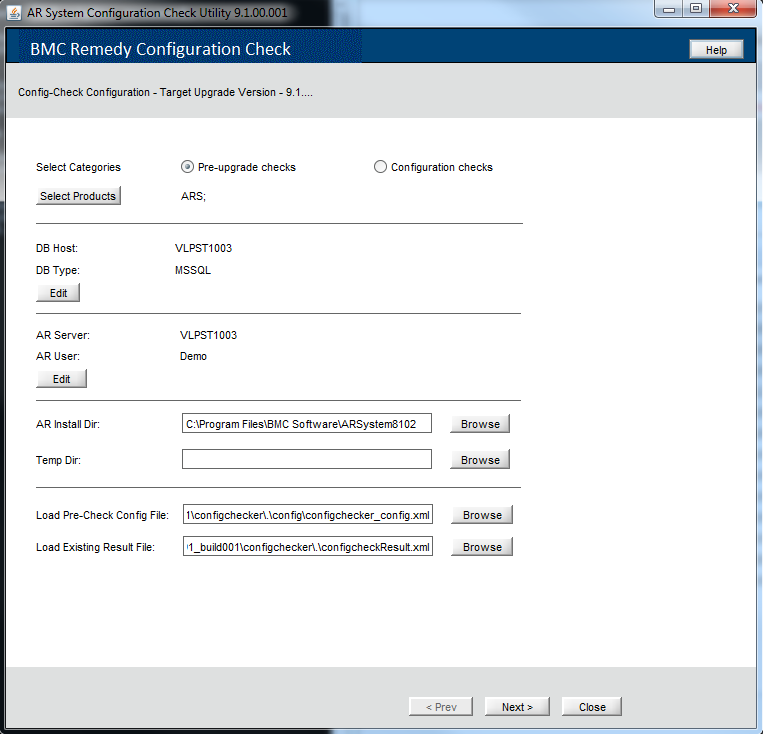 AR System Configuration Check Utility 9.1.00.001
BMC Remedy Configuration Check
Help
Config-Check Configuration - Target Upgrade Version - 9.1....
Select Categories Pre-upgrade checks Configuration checks
Select Products ARS;
DB Host: VLPST1003
DB Type: MSSQL
Edit
AR Server: VLPST1003
AR User: Demo
Edit
AR Install Dir: C:\Program Files\BMC Software\ARSystem8102 Browse
Temp Dir: Browse
Load Pre-Check Config File: 1\configchecker\.\config\configchecker_config.xml Browse
Load Existing Result File: 1_build001\configchecker\.\configcheckResult.xml Browse
< Prev Next > Close